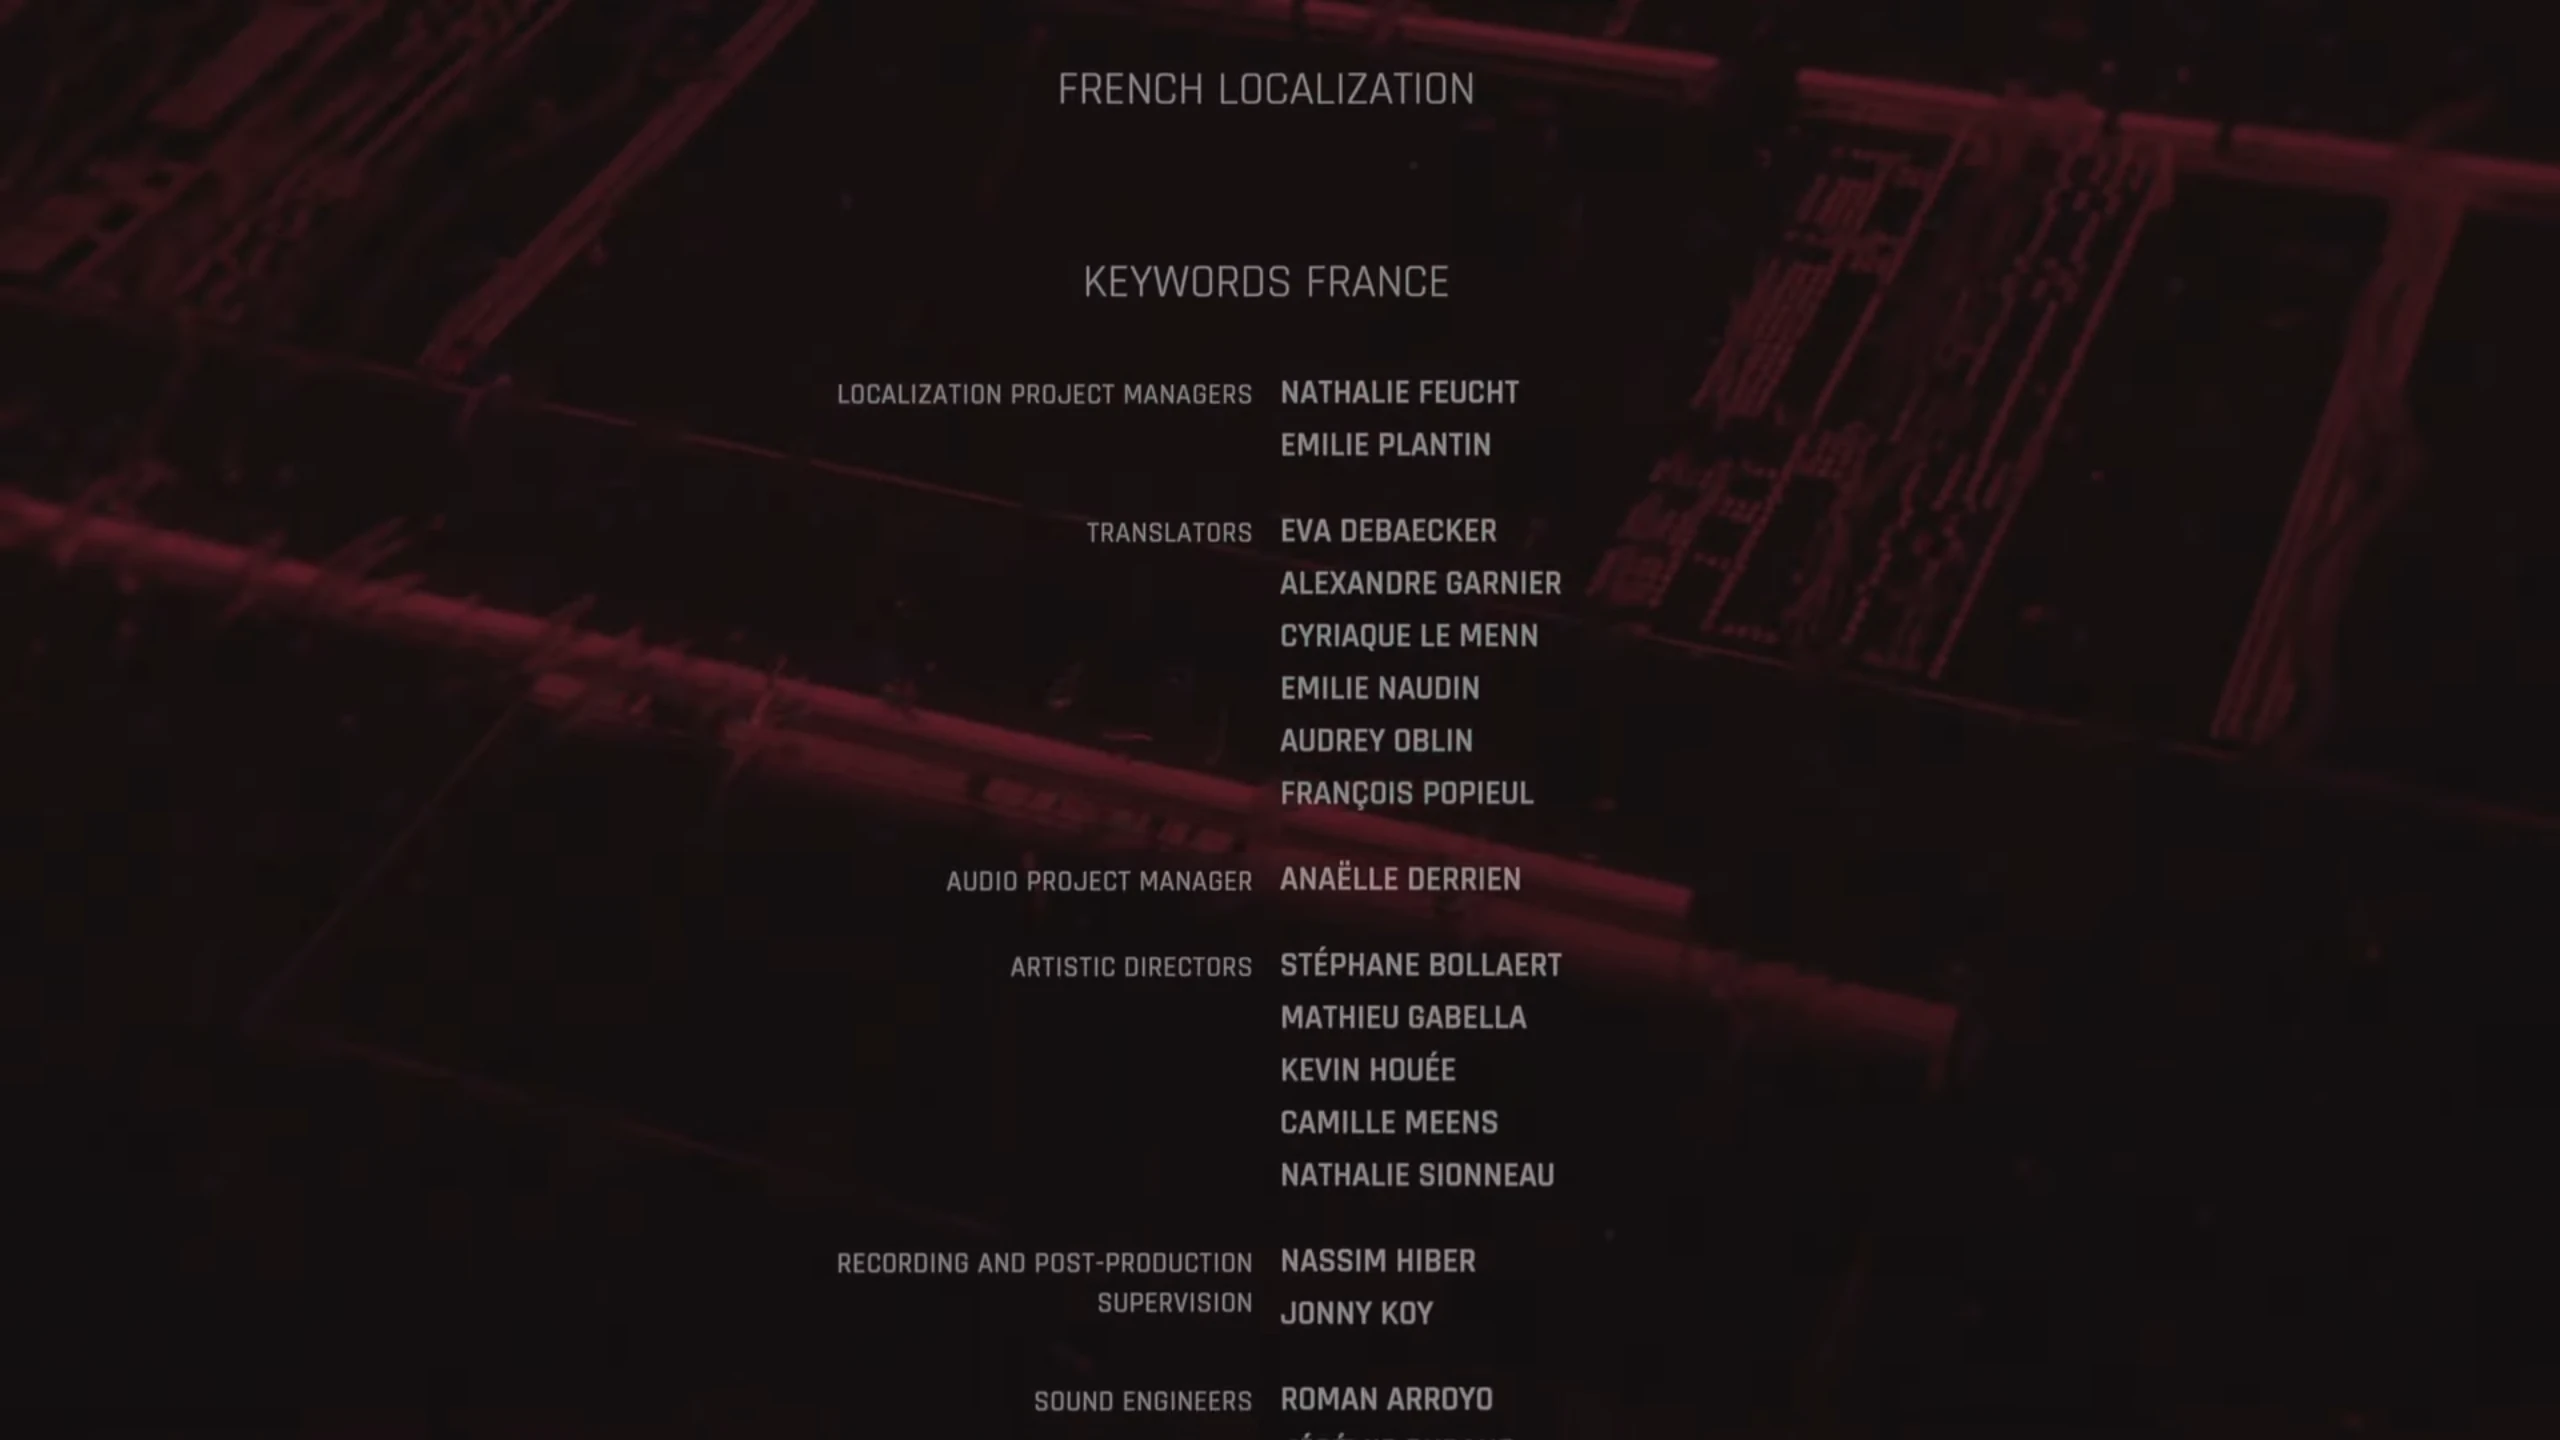 FRENCH LOCALIZATION
KEYWORDS FRANCE
LOCALIZATION PROJECT MANAGERS NATHALIE FEUCHT
EMILIE PLANTIN
TRANSLATORS EVA DEBAECKER
ALEXANDRE GARNIER
CYRIAQUE LE MENN
EMILIE NAUDIN
AUDREY OBLIN
FRANÇOIS POPIEUL
AUDIO PROJECT MANAGER ANAËLLE DERRIEN
ARTISTIC DIRECTORS STÉPHANE BOLLAERT
MATHIEU GABELLA
KEVIN HOUÉE
CAMILLE MEENS
NATHALIE SIONNEAU
RECORDING AND POST-PRODUCTION NASSIM HIBER
SUPERVISION JONNY KOY
SOUND ENGINEERS ROMAN ARROYO